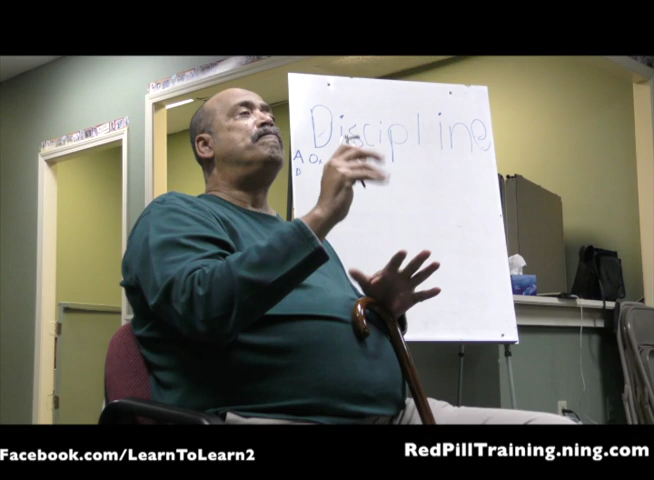 Discipline
A D,
D
Facebook.com/LearnToLearn2
RedPillTraining.ning.com